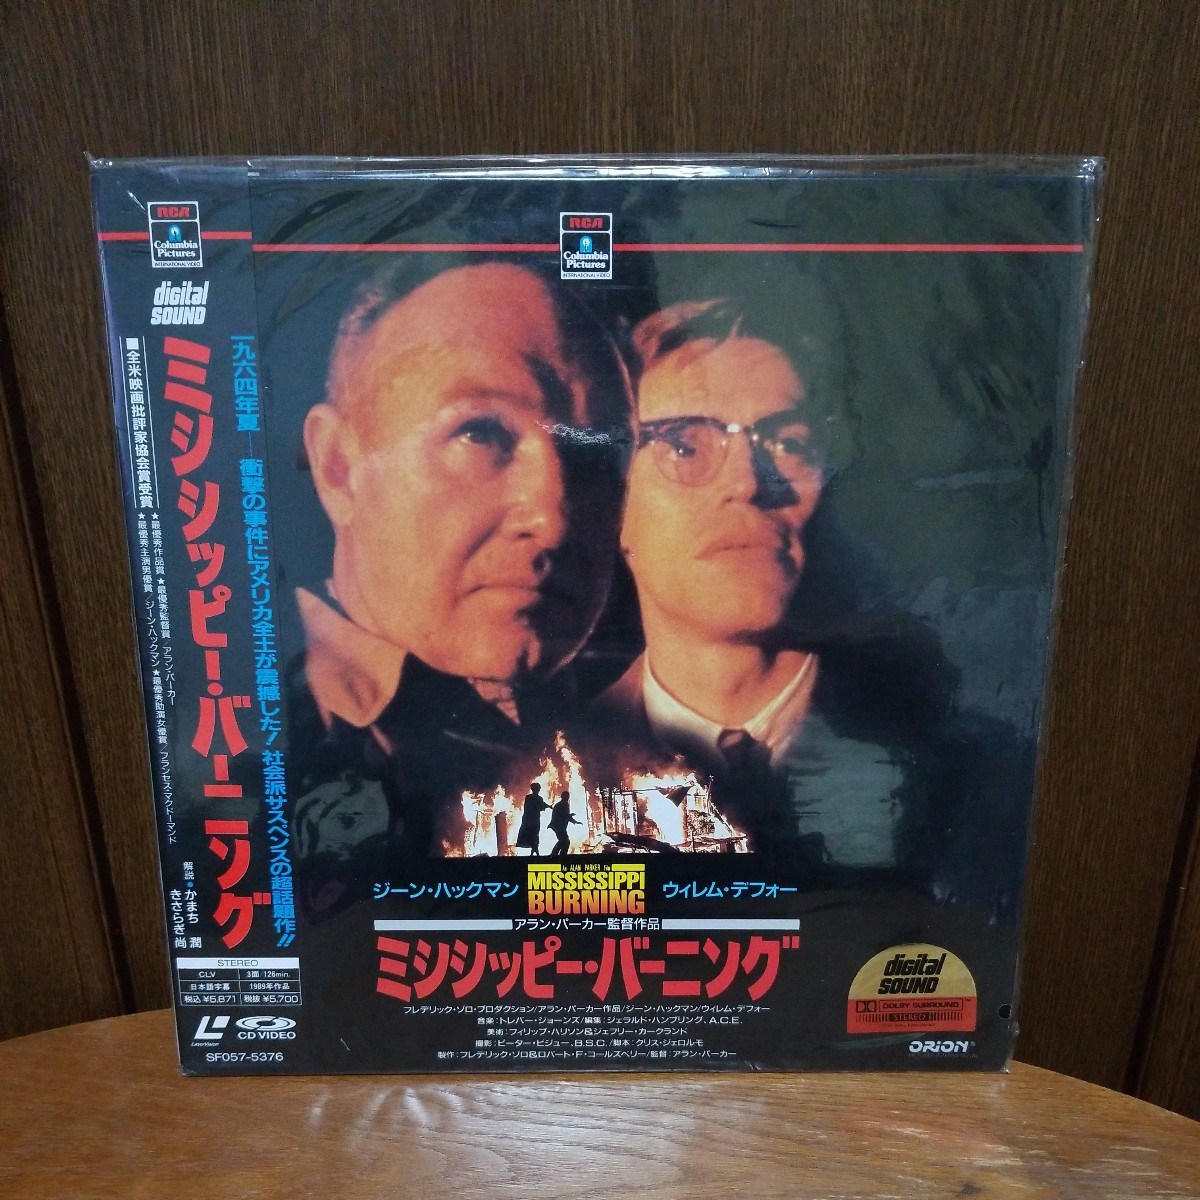 RCA
Columbia
Pictures
INTERNATIONAL VIDEO
digital
SOUND
ミシシッピー・バーニング
一九六四年夏──衝撃の事件にアメリカ全土が震撼した!社会派サスペンスの超話題作!!
■全米映画批評家協会賞受賞
★最優秀作品賞★最優秀監督賞/アラン・パーカー
★最優秀主演男優賞/ジーン・ハックマン★最優秀助演女優賞/フランセス・マクドーマンド
解説・かまち 潤
きさらぎ 尚
STEREO
CLV 3面/126min.
日本語字幕 1989年作品
税込 ¥5,871 税抜 ¥5,700
LaserVision
CD VIDEO
SF057-5376
RCA
Columbia
Pictures
INTERNATIONAL VIDEO
An ALAN PARKER Film
MISSISSIPPI
BURNING
ジーン・ハックマン ウィレム・デフォー
アラン・パーカー監督作品
ミシシッピー・バーニング
フレデリック・ゾロ・プロダクション/アラン・パーカー作品/ジーン・ハックマン/ウィレム・デフォー
音楽:トレバー・ジョーンズ/編集:ジェラルド・ハンブリング、A.C.E.
美術:フィリップ・ハリソン&ジェフリー・カークランド
撮影:ピーター・ビジュー、B.S.C./脚本:クリス・ジェロルモ
製作:フレデリック・ゾロ&ロバート・F・コールズベリー/監督:アラン・パーカー
digital
SOUND
DOLBY SURROUND
STEREO
ORION